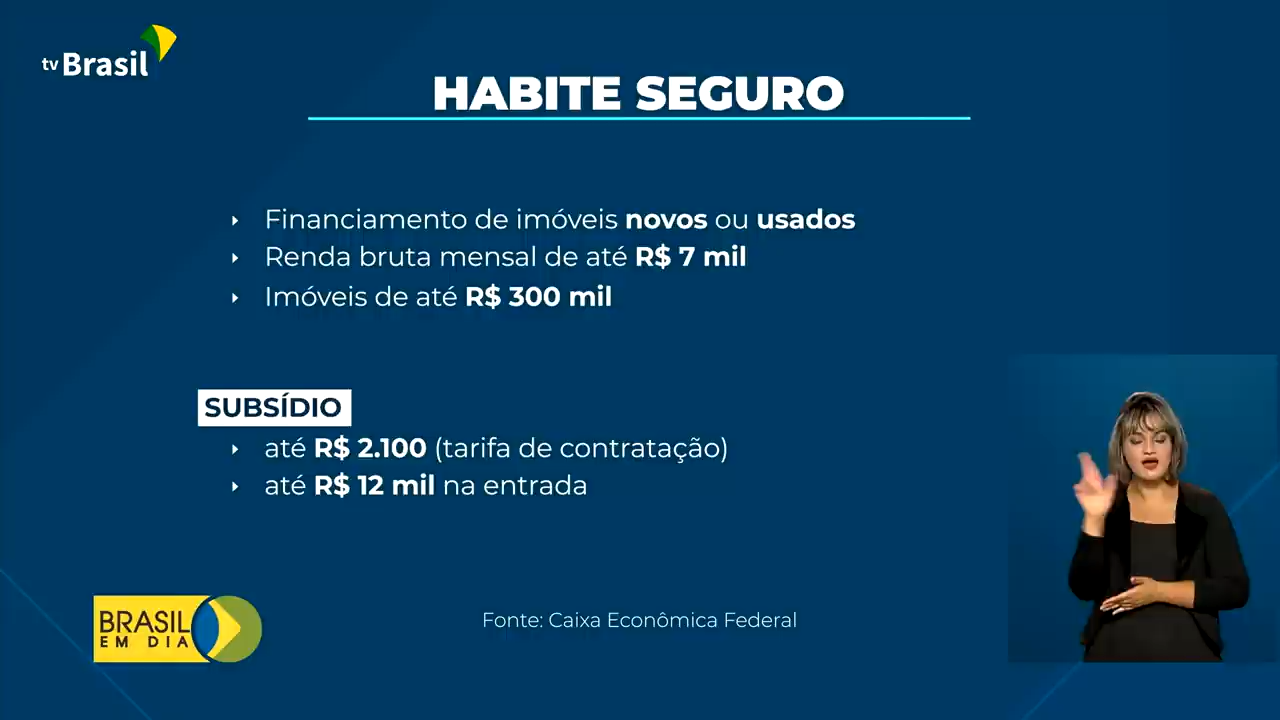 tv Brasil
HABITE SEGURO
Financiamento de imóveis novos ou usados
Renda bruta mensal de até R$ 7 mil
Imóveis de até R$ 300 mil
SUBSÍDIO
até R$ 2.100 (tarifa de contratação)
até R$ 12 mil na entrada
BRASIL
EM DIA
Fonte: Caixa Econômica Federal